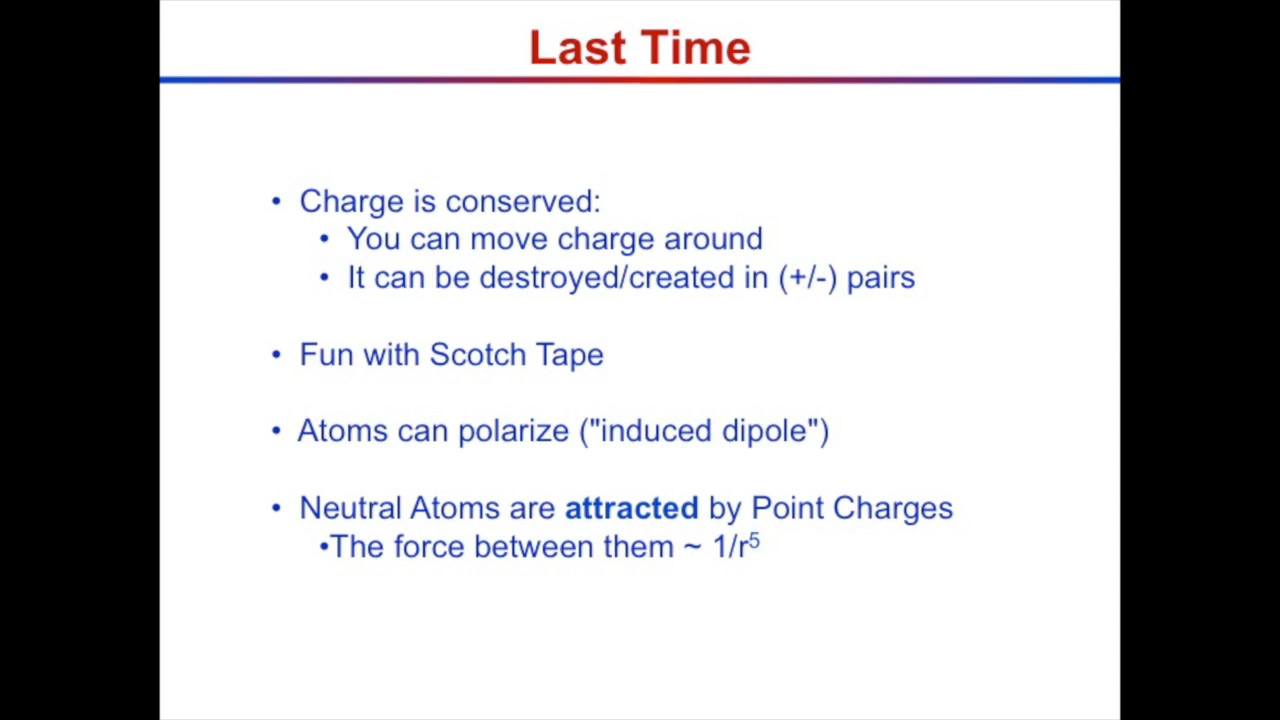 Last Time
• Charge is conserved:
• You can move charge around
• It can be destroyed/created in (+/-) pairs
• Fun with Scotch Tape
• Atoms can polarize ("induced dipole")
• Neutral Atoms are attracted by Point Charges
•The force between them ~ 1/r⁵